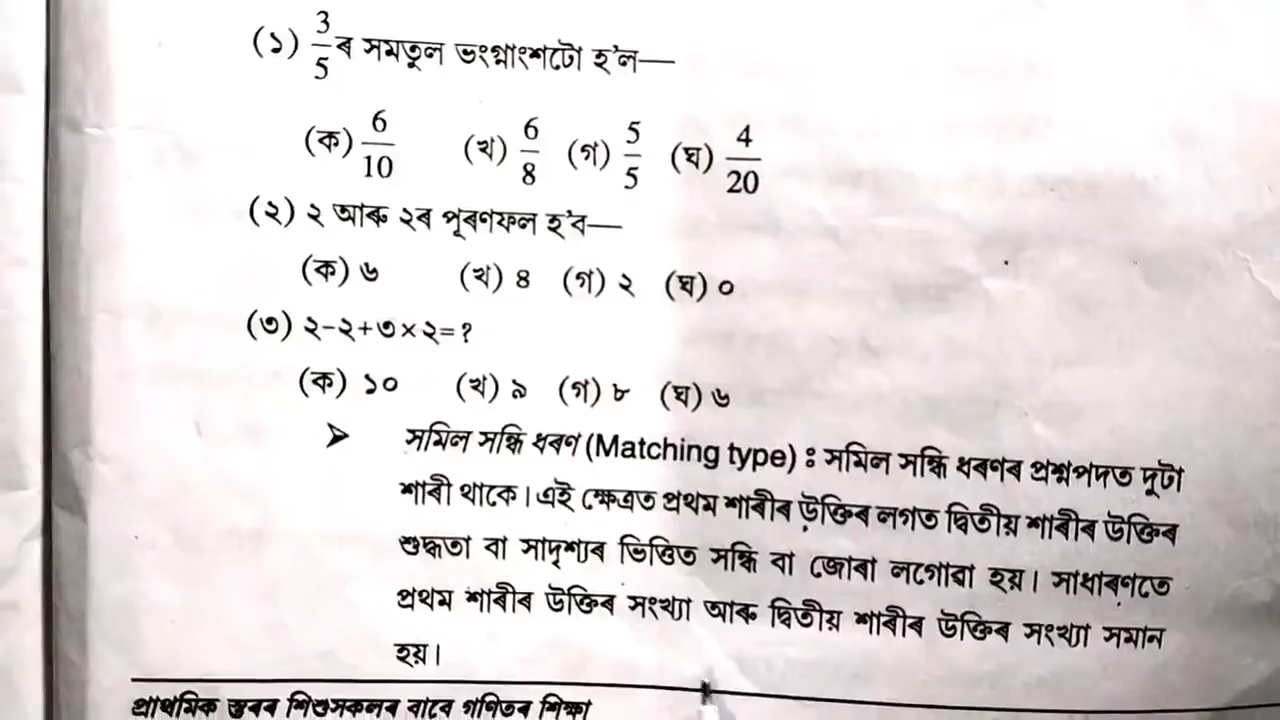 (১) 3/5ৰ সমতুল ভংগ্নাংশটো হ'ল—
(ক) 6/10 (খ) 6/8 (গ) 5/5 (ঘ) 4/20
(২) ২ আৰু ২ৰ পূৰণফল হ'ব—
(ক) ৬ (খ) ৪ (গ) ২ (ঘ) ০
(৩) ২-২+৩×২=?
(ক) ১০ (খ) ৯ (গ) ৮ (ঘ) ৬
➤ সমিল সন্ধি ধৰণ (Matching type) : সমিল সন্ধি ধৰণৰ প্ৰশ্নপদত দুটা
শাৰী থাকে। এই ক্ষেত্ৰত প্ৰথম শাৰীৰ উক্তিৰ লগত দ্বিতীয় শাৰীৰ উক্তিৰ
শুদ্ধতা বা সাদৃশ্যৰ ভিত্তিত সন্ধি বা জোৰা লগোৱা হয়। সাধাৰণতে
প্ৰথম শাৰীৰ উক্তিৰ সংখ্যা আৰু দ্বিতীয় শাৰীৰ উক্তিৰ সংখ্যা সমান
হয়।
প্ৰাথমিক স্তৰৰ শিশুসকলৰ বাবে গণিতৰ শিক্ষা